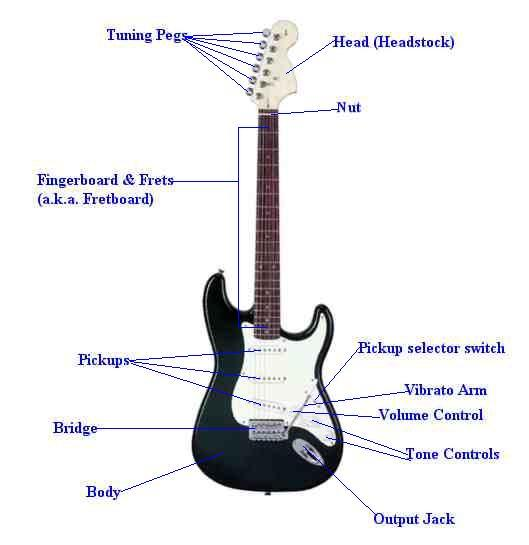 Tuning Pegs
Head (Headstock)
Nut
Fingerboard & Frets
(a.k.a. Fretboard)
Pickup selector switch
Pickups
Vibrato Arm
Volume Control
Bridge
Tone Controls
Body
Output Jack